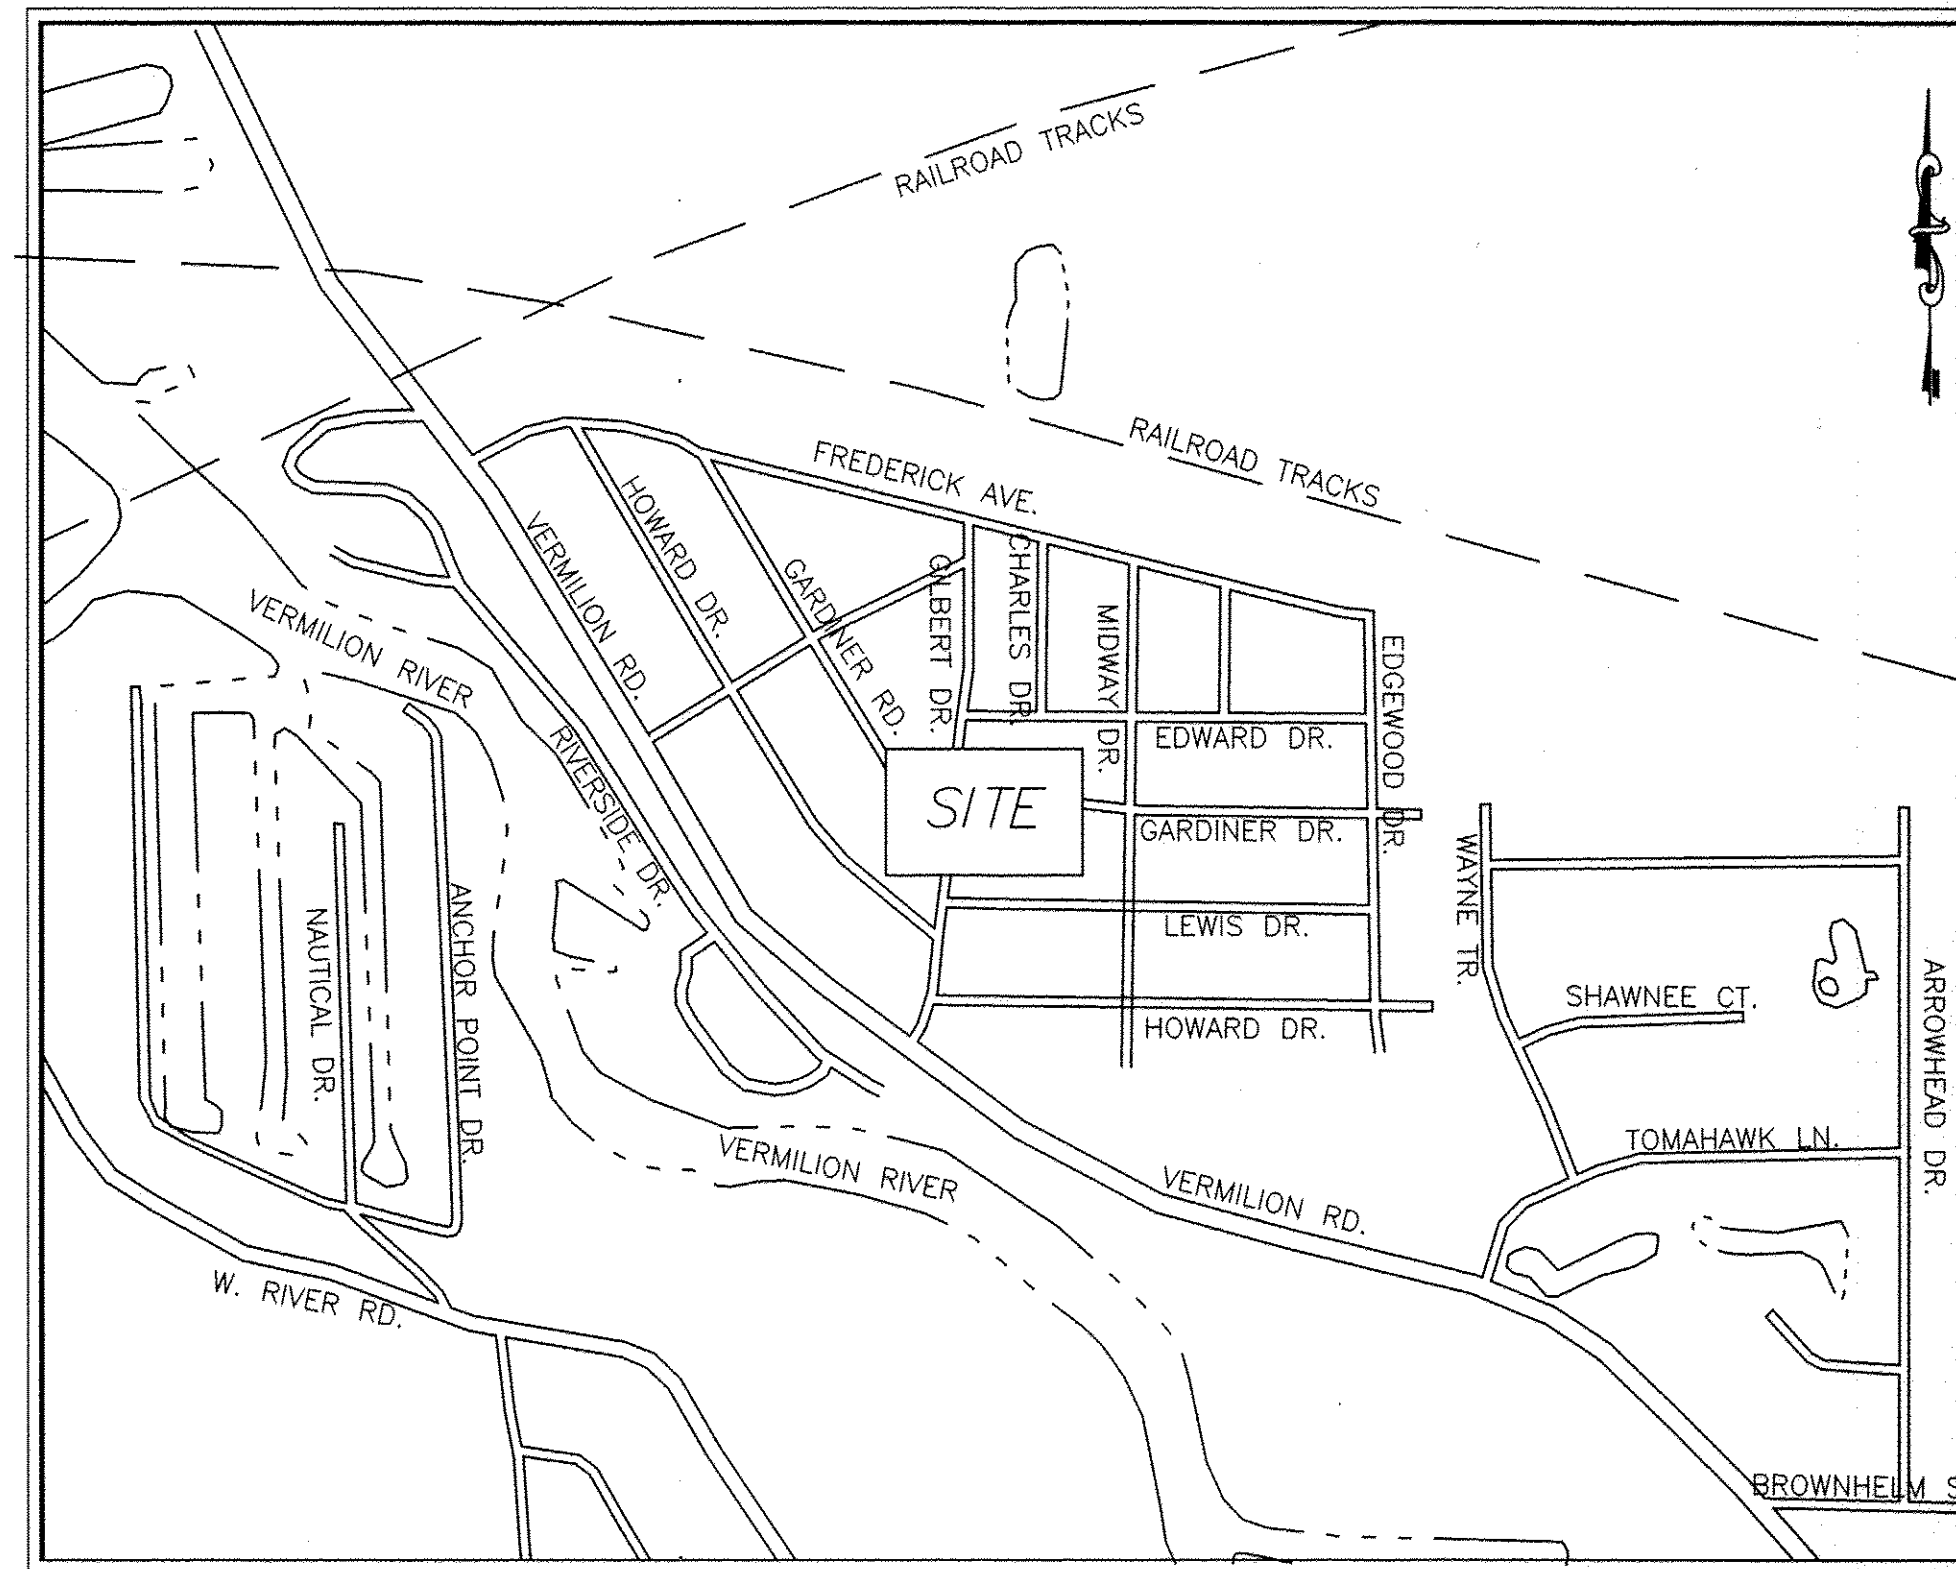 RAILROAD TRACKS
RAILROAD TRACKS
FREDERICK AVE.
HOWARD DR.
VERMILION RD.
GARDINER RD.
GILBERT DR.
CHARLES DR.
MIDWAY DR.
EDGEWOOD DR.
VERMILION RIVER
EDWARD DR.
RIVERSIDE DR.
SITE
GARDINER DR.
WAYNE TR.
ANCHOR POINT DR.
NAUTICAL DR.
LEWIS DR.
SHAWNEE CT.
ARROWHEAD DR.
HOWARD DR.
TOMAHAWK LN.
VERMILION RIVER
VERMILION RD.
W. RIVER RD.
BROWNHELM S